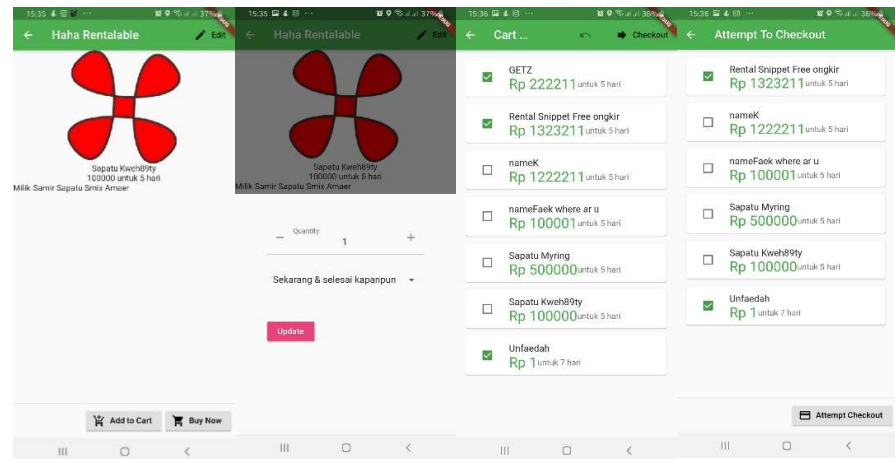 15:35
37%
Haha Rentalable
Edit
Sapatu Kweh89ty
100000 untuk 5 hari
Milik Samir Sapatu Smix Amaer
Add to Cart
Buy Now
15:35
37%
Haha Rentalable
Edit
Sapatu Kweh89ty
100000 untuk 5 hari
Milik Samir Sapatu Smix Amaer
Quantity
1
Sekarang & selesai kapanpun
Update
15:36
38%
Cart ...
Checkout
GETZ
Rp 222211 untuk 5 hari
Rental Snippet Free ongkir
Rp 1323211 untuk 5 hari
nameK
Rp 1222211 untuk 5 hari
nameFaek where ar u
Rp 100001 untuk 5 hari
Sapatu Myring
Rp 500000 untuk 5 hari
Sapatu Kweh89ty
Rp 100000 untuk 5 hari
Unfaedah
Rp 1 untuk 7 hari
15:36
Attempt To Checkout
Rental Snippet Free ongkir
Rp 1323211 untuk 5 hari
nameK
Rp 1222211 untuk 5 hari
nameFaek where ar u
Rp 100001 untuk 5 hari
Sapatu Myring
Rp 500000 untuk 5 hari
Sapatu Kweh89ty
Rp 100000 untuk 5 hari
Unfaedah
Rp 1 untuk 7 hari
Attempt Checkout